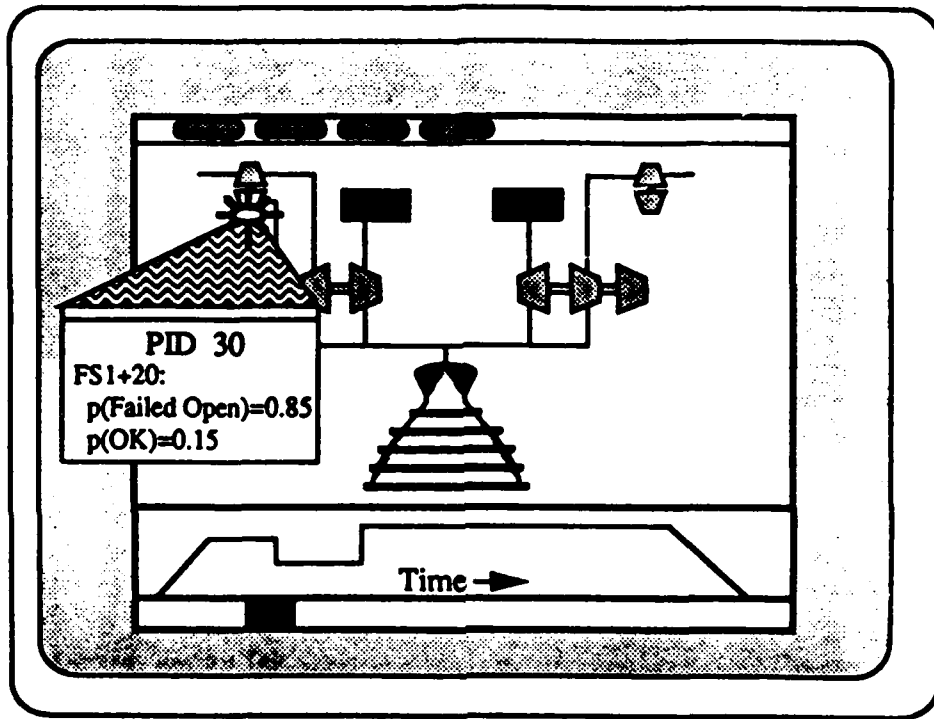 PID 30
FS1+20:
p(Failed Open)=0.85
p(OK)=0.15
Time